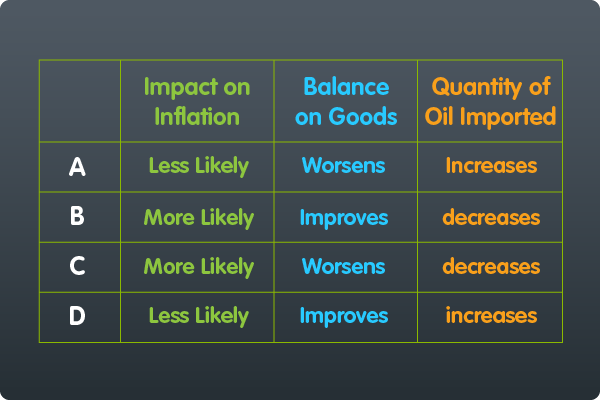 Impact on Inflation
Balance on Goods
Quantity of Oil Imported
A Less Likely Worsens Increases
B More Likely Improves decreases
C More Likely Worsens decreases
D Less Likely Improves increases